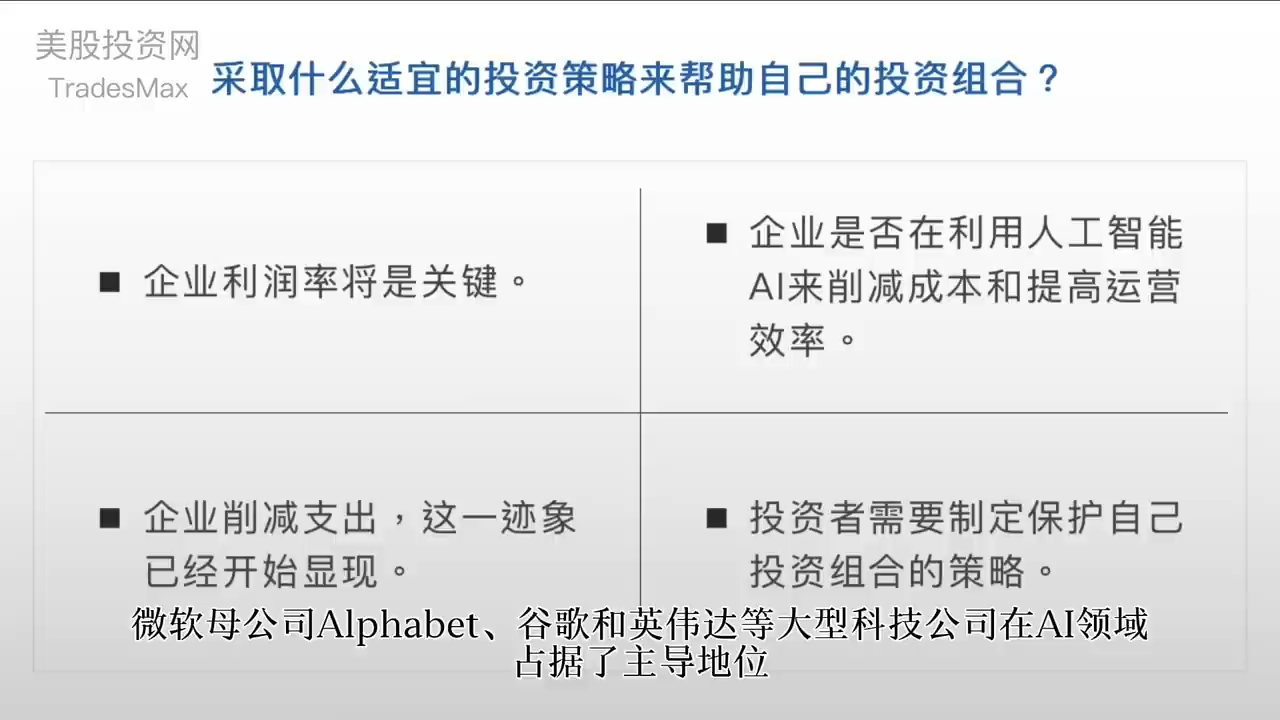 美股投资网
TradesMax
采取什么适宜的投资策略来帮助自己的投资组合？
■ 企业利润率将是关键。
■ 企业是否在利用人工智能
AI来削减成本和提高运营
效率。
■ 企业削减支出，这一迹象
已经开始显现。
■ 投资者需要制定保护自己
投资组合的策略。
微软母公司Alphabet、谷歌和英伟达等大型科技公司在AI领域
占据了主导地位